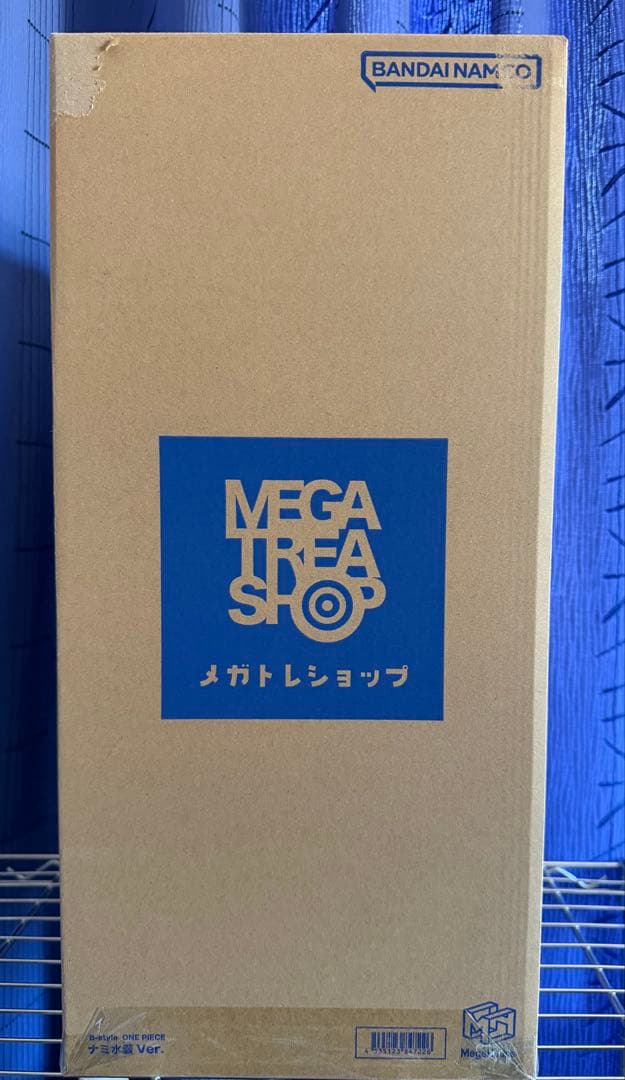 BANDAI NAMCO
MEGA
TREA
SHOP
メガトレショップ
B-style ONE PIECE
ナミ水着 Ver.